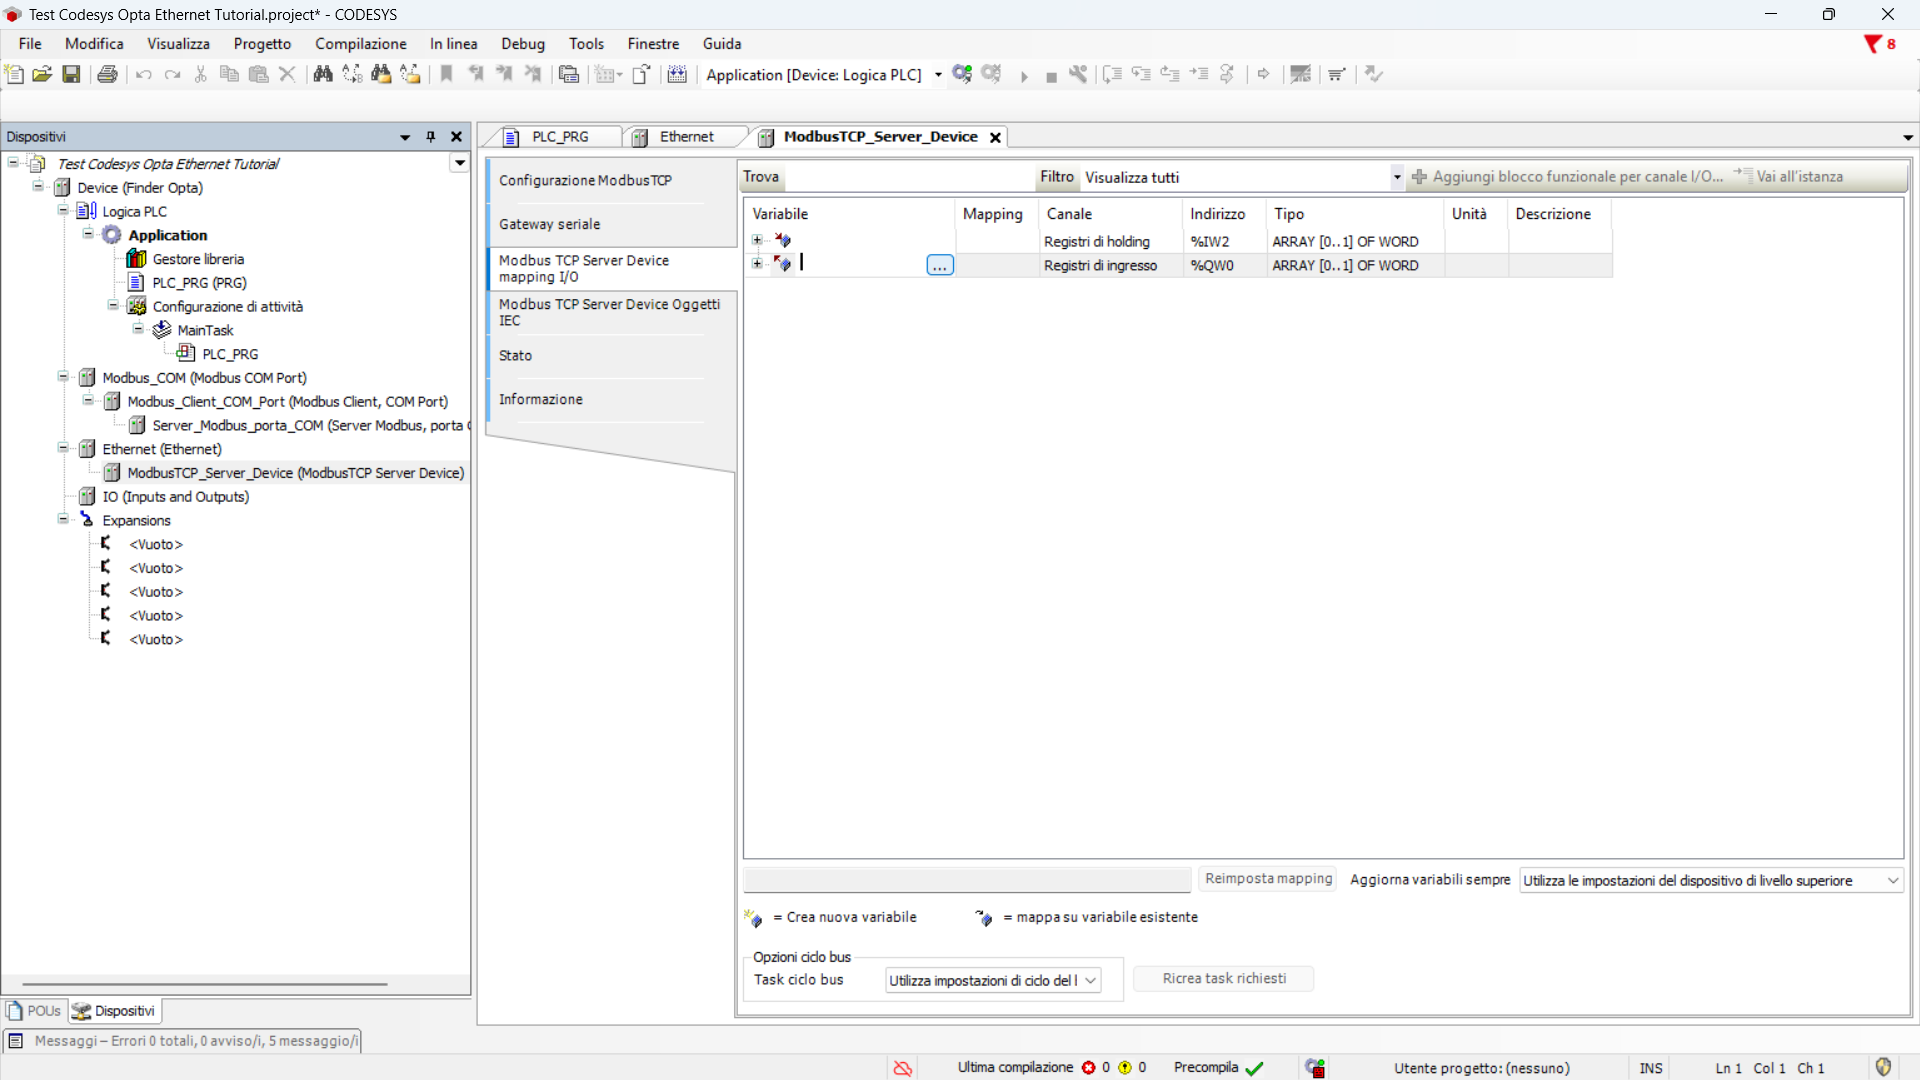 Test Codesys Opta Ethernet Tutorial.project* - CODESYS
File Modifica Visualizza Progetto Compilazione In linea Debug Tools Finestre Guida
8
Application [Device: Logica PLC]
Dispositivi
Test Codesys Opta Ethernet Tutorial
Device (Finder Opta)
Logica PLC
Application
Gestore libreria
PLC_PRG (PRG)
Configurazione di attività
MainTask
PLC_PRG
Modbus_COM (Modbus COM Port)
Modbus_Client_COM_Port (Modbus Client, COM Port)
Server_Modbus_porta_COM (Server Modbus, porta
Ethernet (Ethernet)
ModbusTCP_Server_Device (ModbusTCP Server Device)
IO (Inputs and Outputs)
Expansions
<Vuoto>
<Vuoto>
<Vuoto>
<Vuoto>
<Vuoto>
POUs Dispositivi
PLC_PRG Ethernet ModbusTCP_Server_Device
Configurazione ModbusTCP
Gateway seriale
Modbus TCP Server Device
mapping I/O
Modbus TCP Server Device Oggetti
IEC
Stato
Informazione
Trova Filtro Visualizza tutti Aggiungi blocco funzionale per canale I/O... Vai all'istanza
Variabile Mapping Canale Indirizzo Tipo Unità Descrizione
Registri di holding %IW2 ARRAY [0..1] OF WORD
... Registri di ingresso %QW0 ARRAY [0..1] OF WORD
Reimposta mapping Aggiorna variabili sempre Utilizza le impostazioni del dispositivo di livello superiore
= Crea nuova variabile = mappa su variabile esistente
Opzioni ciclo bus
Task ciclo bus Utilizza impostazioni di ciclo del Ricrea task richiesti
Messaggi – Errori 0 totali, 0 avviso/i, 5 messaggio/i
Ultima compilazione 0 0 Precompila Utente progetto: (nessuno) INS Ln 1 Col 1 Ch 1